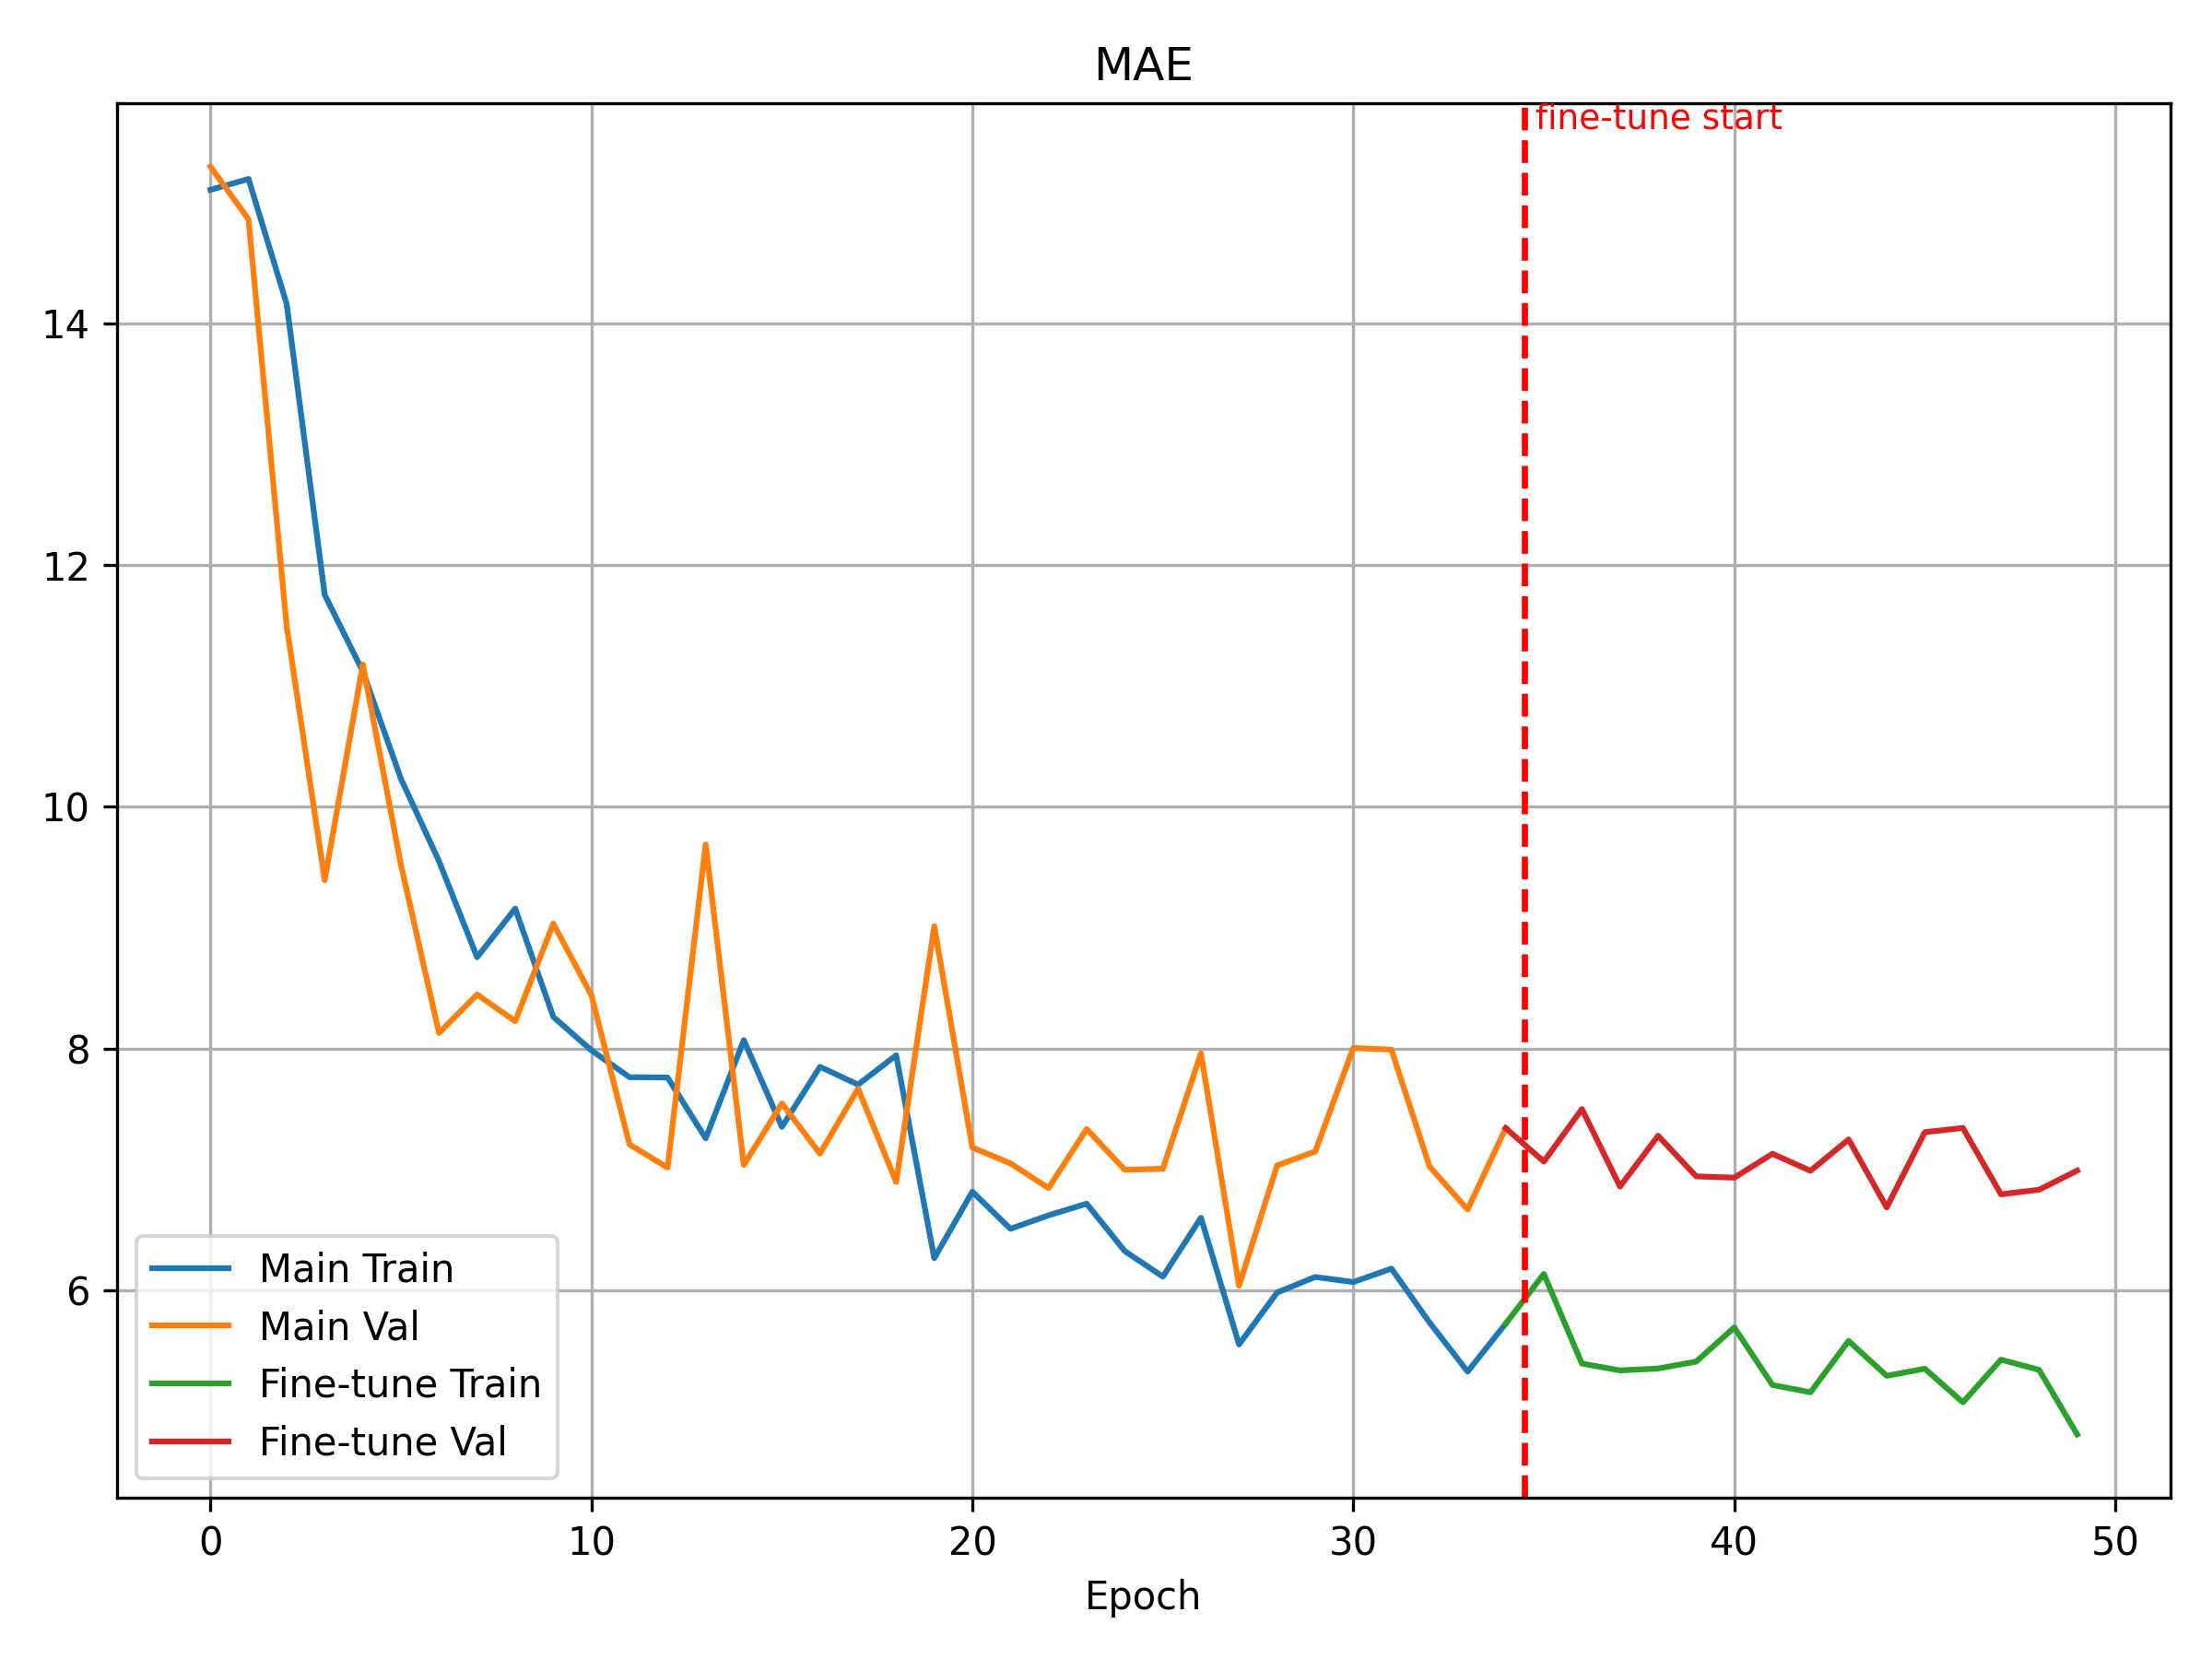 MAE
fine-tune start
14
12
10
8
6
Main Train
Main Val
Fine-tune Train
Fine-tune Val
0 10 20 30 40 50
Epoch